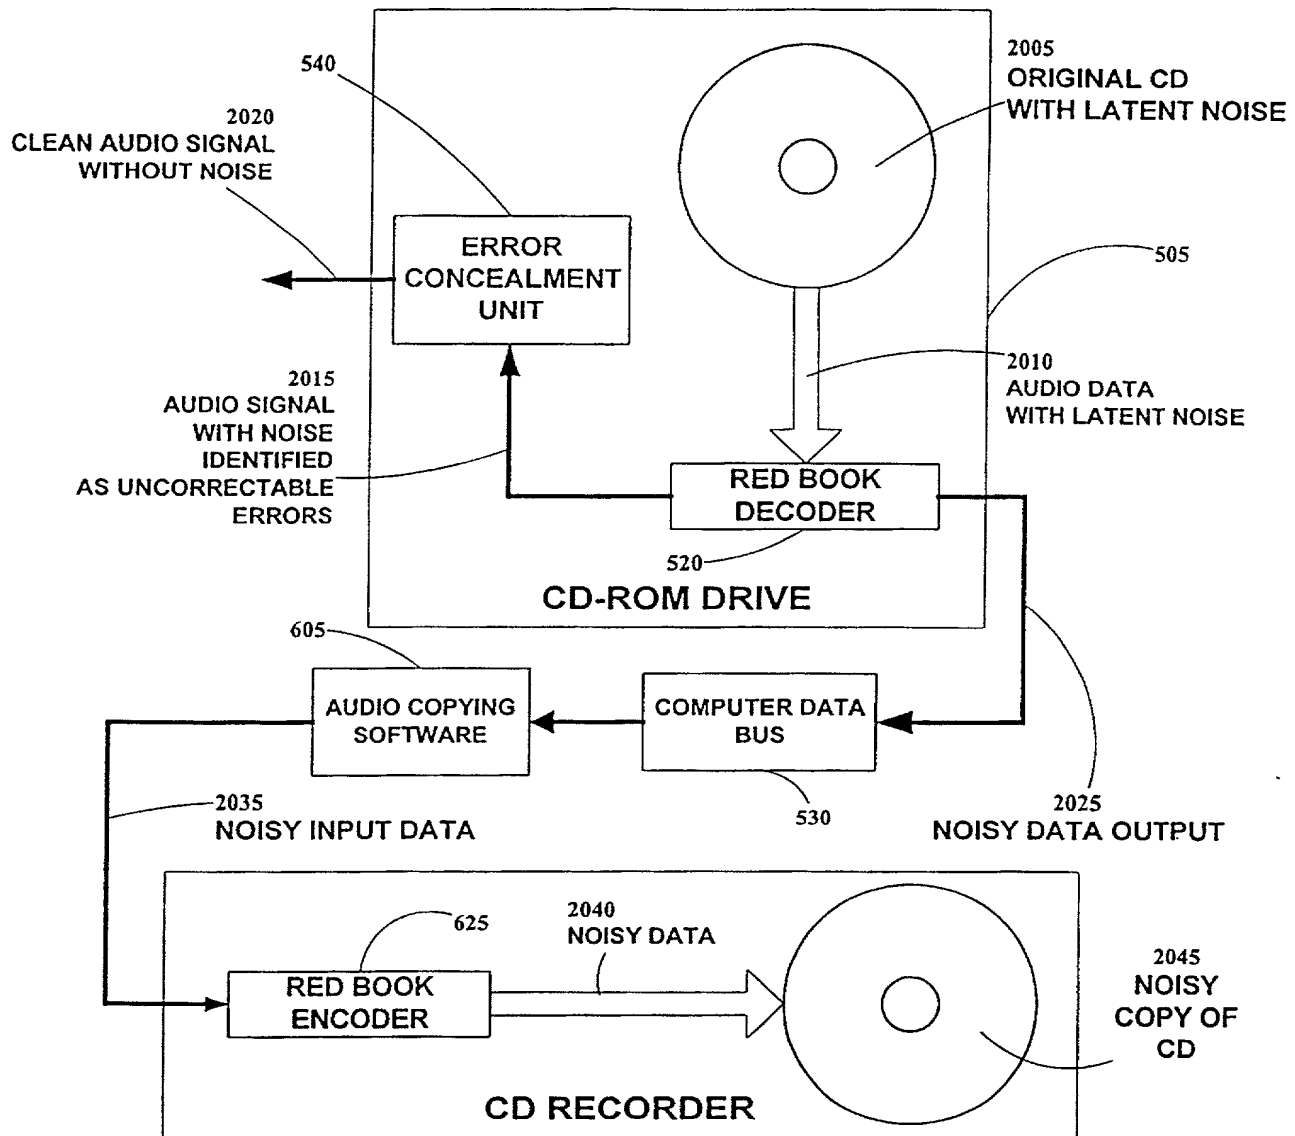 2005
ORIGINAL CD
WITH LATENT NOISE
540
2020
CLEAN AUDIO SIGNAL
WITHOUT NOISE
ERROR
CONCEALMENT
UNIT
505
2010
AUDIO DATA
WITH LATENT NOISE
2015
AUDIO SIGNAL
WITH NOISE
IDENTIFIED
AS UNCORRECTABLE
ERRORS
RED BOOK
DECODER
520
CD-ROM DRIVE
605
AUDIO COPYING
SOFTWARE
COMPUTER DATA
BUS
530
2025
NOISY DATA OUTPUT
2035
NOISY INPUT DATA
625
2040
NOISY DATA
RED BOOK
ENCODER
2045
NOISY
COPY OF
CD
CD RECORDER